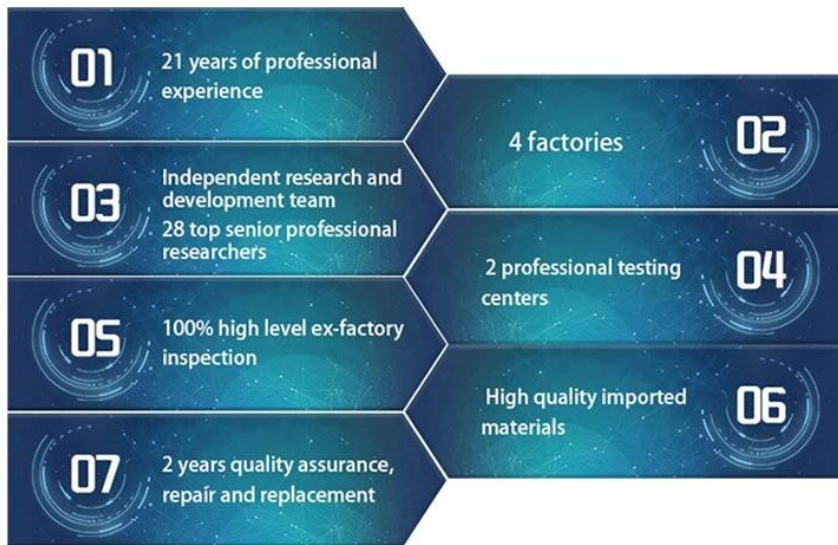 01
21 years of professional
experience
02
4 factories
03
Independent research and
development team
28 top senior professional
researchers
04
2 professional testing
centers
05
100% high level ex-factory
inspection
06
High quality imported
materials
07
2 years quality assurance,
repair and replacement